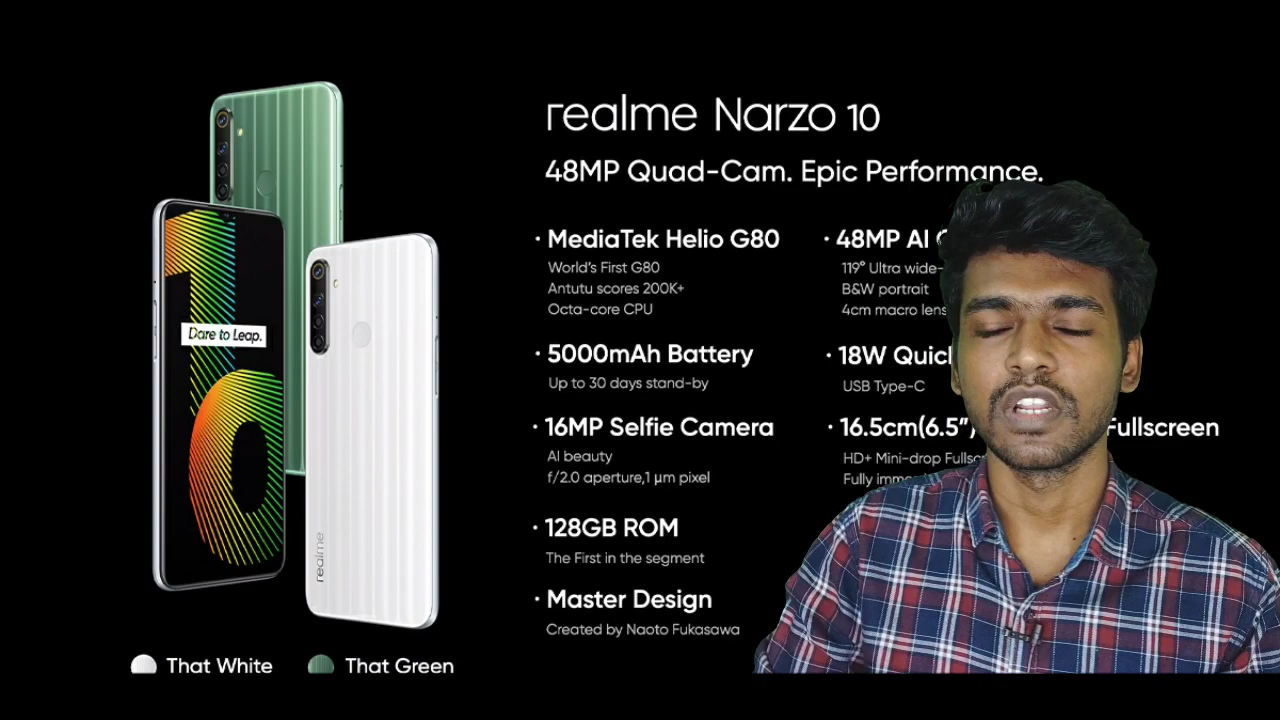 realme Narzo 10
48MP Quad-Cam. Epic Performance.
· MediaTek Helio G80
World's First G80
Antutu scores 200K+
Octa-core CPU
· 48MP AI
119° Ultra wide-
B&W portrait
4cm macro lens
· 5000mAh Battery
Up to 30 days stand-by
· 18W
USB Type-C
· 16MP Selfie Camera
AI beauty
f/2.0 aperture,1 μm pixel
· 16.5cm(6.5") Fullscreen
HD+ Mini-drop
Fully
· 128GB ROM
The First in the segment
· Master Design
Created by Naoto Fukasawa
Dare to Leap.
10
realme
That White
That Green